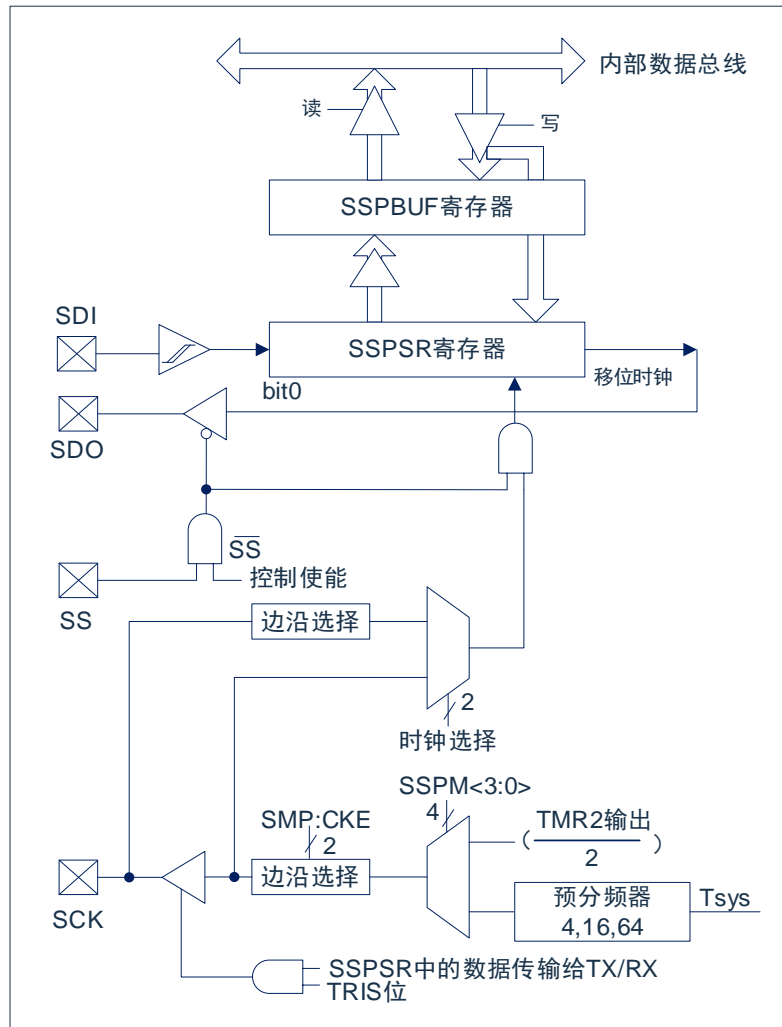 内部数据总线
读
写
SSPBUF寄存器
SDI
SSPSR寄存器
bit0
移位时钟
SDO
SS
控制使能
SS
边沿选择
2
时钟选择
SSPM<3:0>
4
SMP:CKE
2
(TMR2输出
2)
边沿选择
预分频器
4,16,64
Tsys
SCK
SSPSR中的数据传输给TX/RX
TRIS位